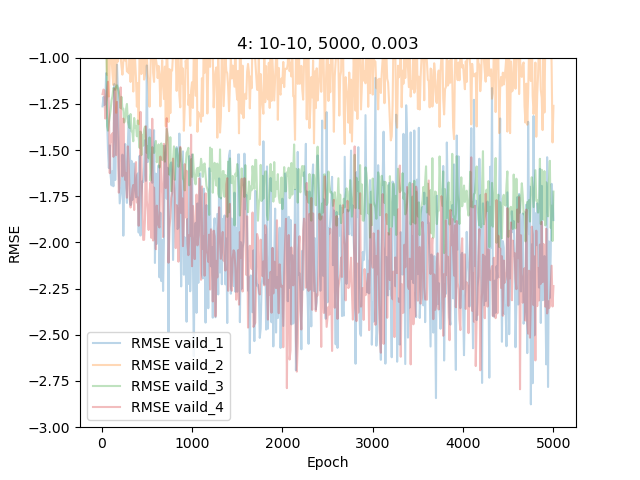 4: 10-10, 5000, 0.003
RMSE
−1.00
−1.25
−1.50
−1.75
−2.00
−2.25
−2.50
−2.75
−3.00
RMSE vaild_1
RMSE vaild_2
RMSE vaild_3
RMSE vaild_4
0 1000 2000 3000 4000 5000
Epoch